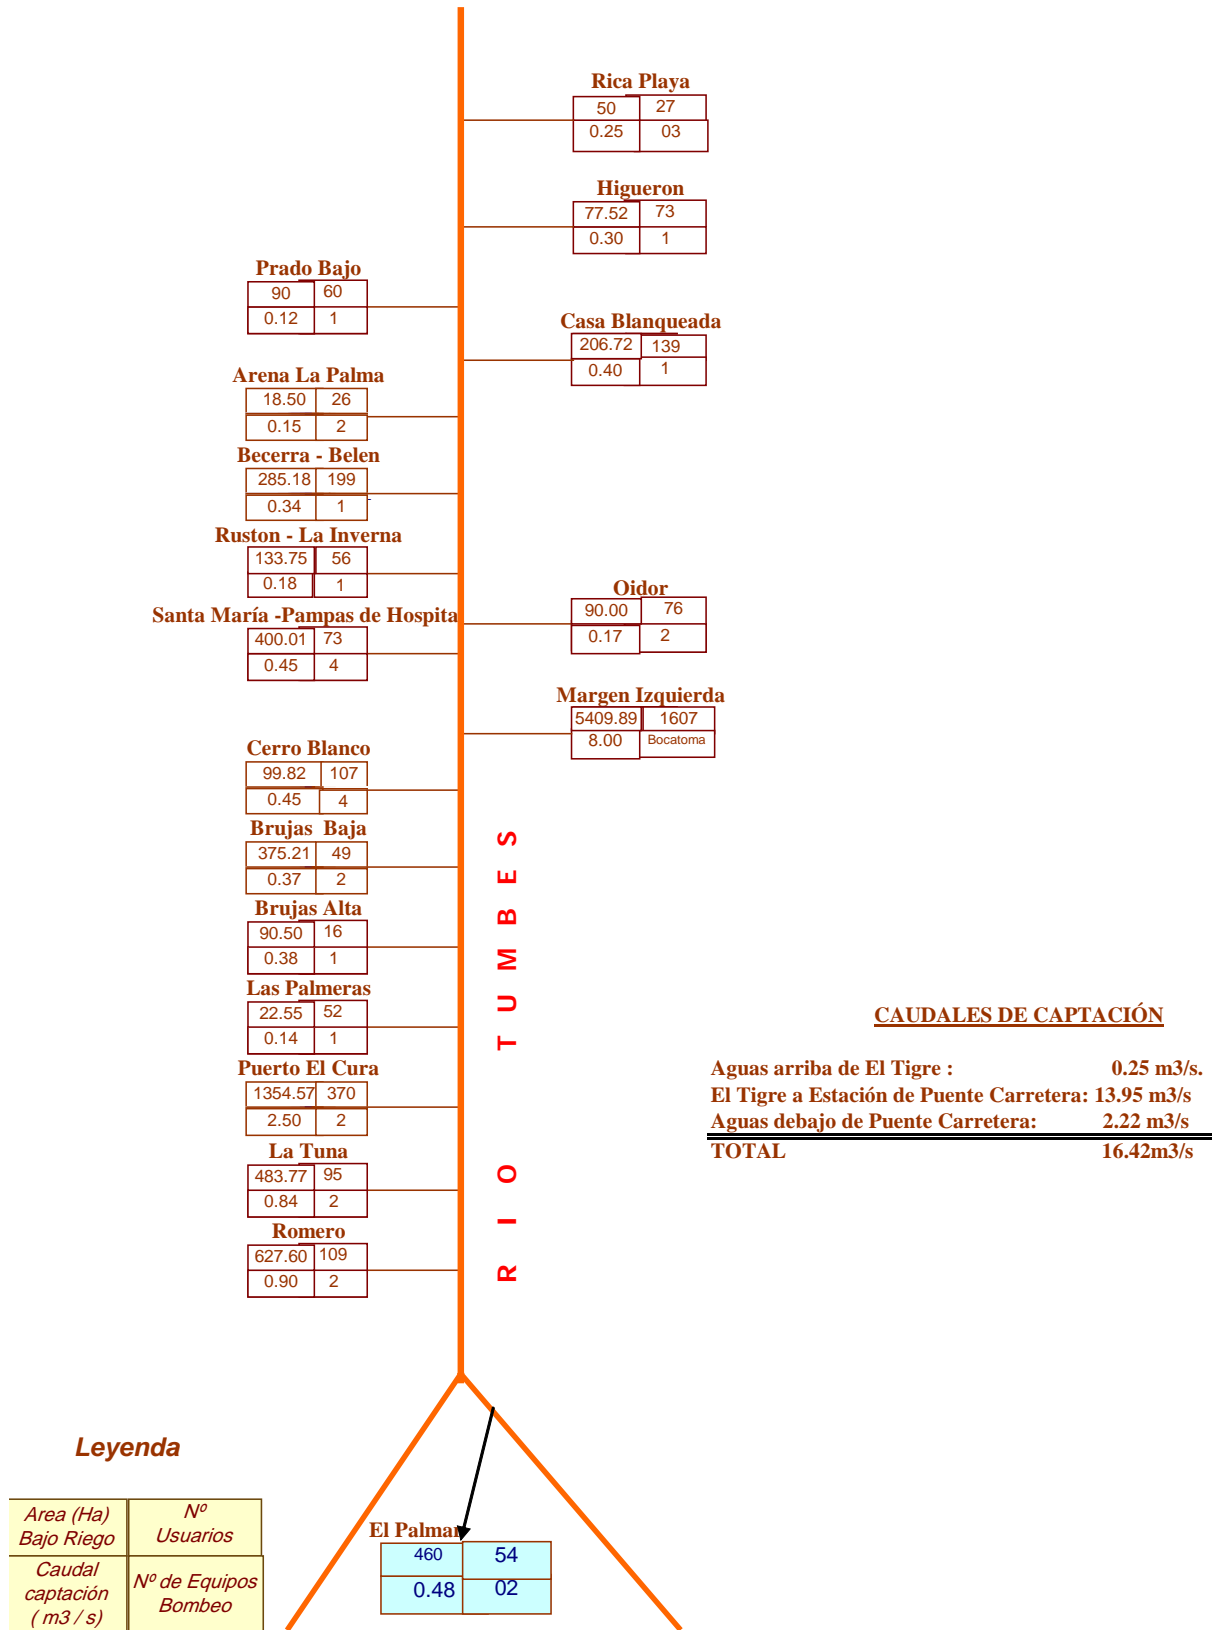 Rica Playa
50 27
0.25 03
Higueron
77.52 73
0.30 1
Prado Bajo
90 60
0.12 1
Casa Blanqueada
206.72 139
0.40 1
Arena La Palma
18.50 26
0.15 2
Becerra - Belen
285.18 199
0.34 1
Ruston - La Inverna
133.75 56
0.18 1
Oidor
90.00 76
0.17 2
Santa María -Pampas de Hospita
400.01 73
0.45 4
Margen Izquierda
5409.89 1607
8.00 Bocatoma
Cerro Blanco
99.82 107
0.45 4
Brujas Baja
375.21 49
0.37 2
Brujas Alta
90.50 16
0.38 1
Las Palmeras
22.55 52
0.14 1
Puerto El Cura
1354.57 370
2.50 2
La Tuna
483.77 95
0.84 2
Romero
627.60 109
0.90 2
RIO TUMBES
CAUDALES DE CAPTACIÓN
Aguas arriba de El Tigre : 0.25 m3/s.
El Tigre a Estación de Puente Carretera: 13.95 m3/s
Aguas debajo de Puente Carretera: 2.22 m3/s
TOTAL 16.42m3/s
El Palmar
460 54
0.48 02
Leyenda
Area (Ha)
Bajo Riego
Nº
Usuarios
Caudal
captación
( m3 / s)
Nº de Equipos
Bombeo